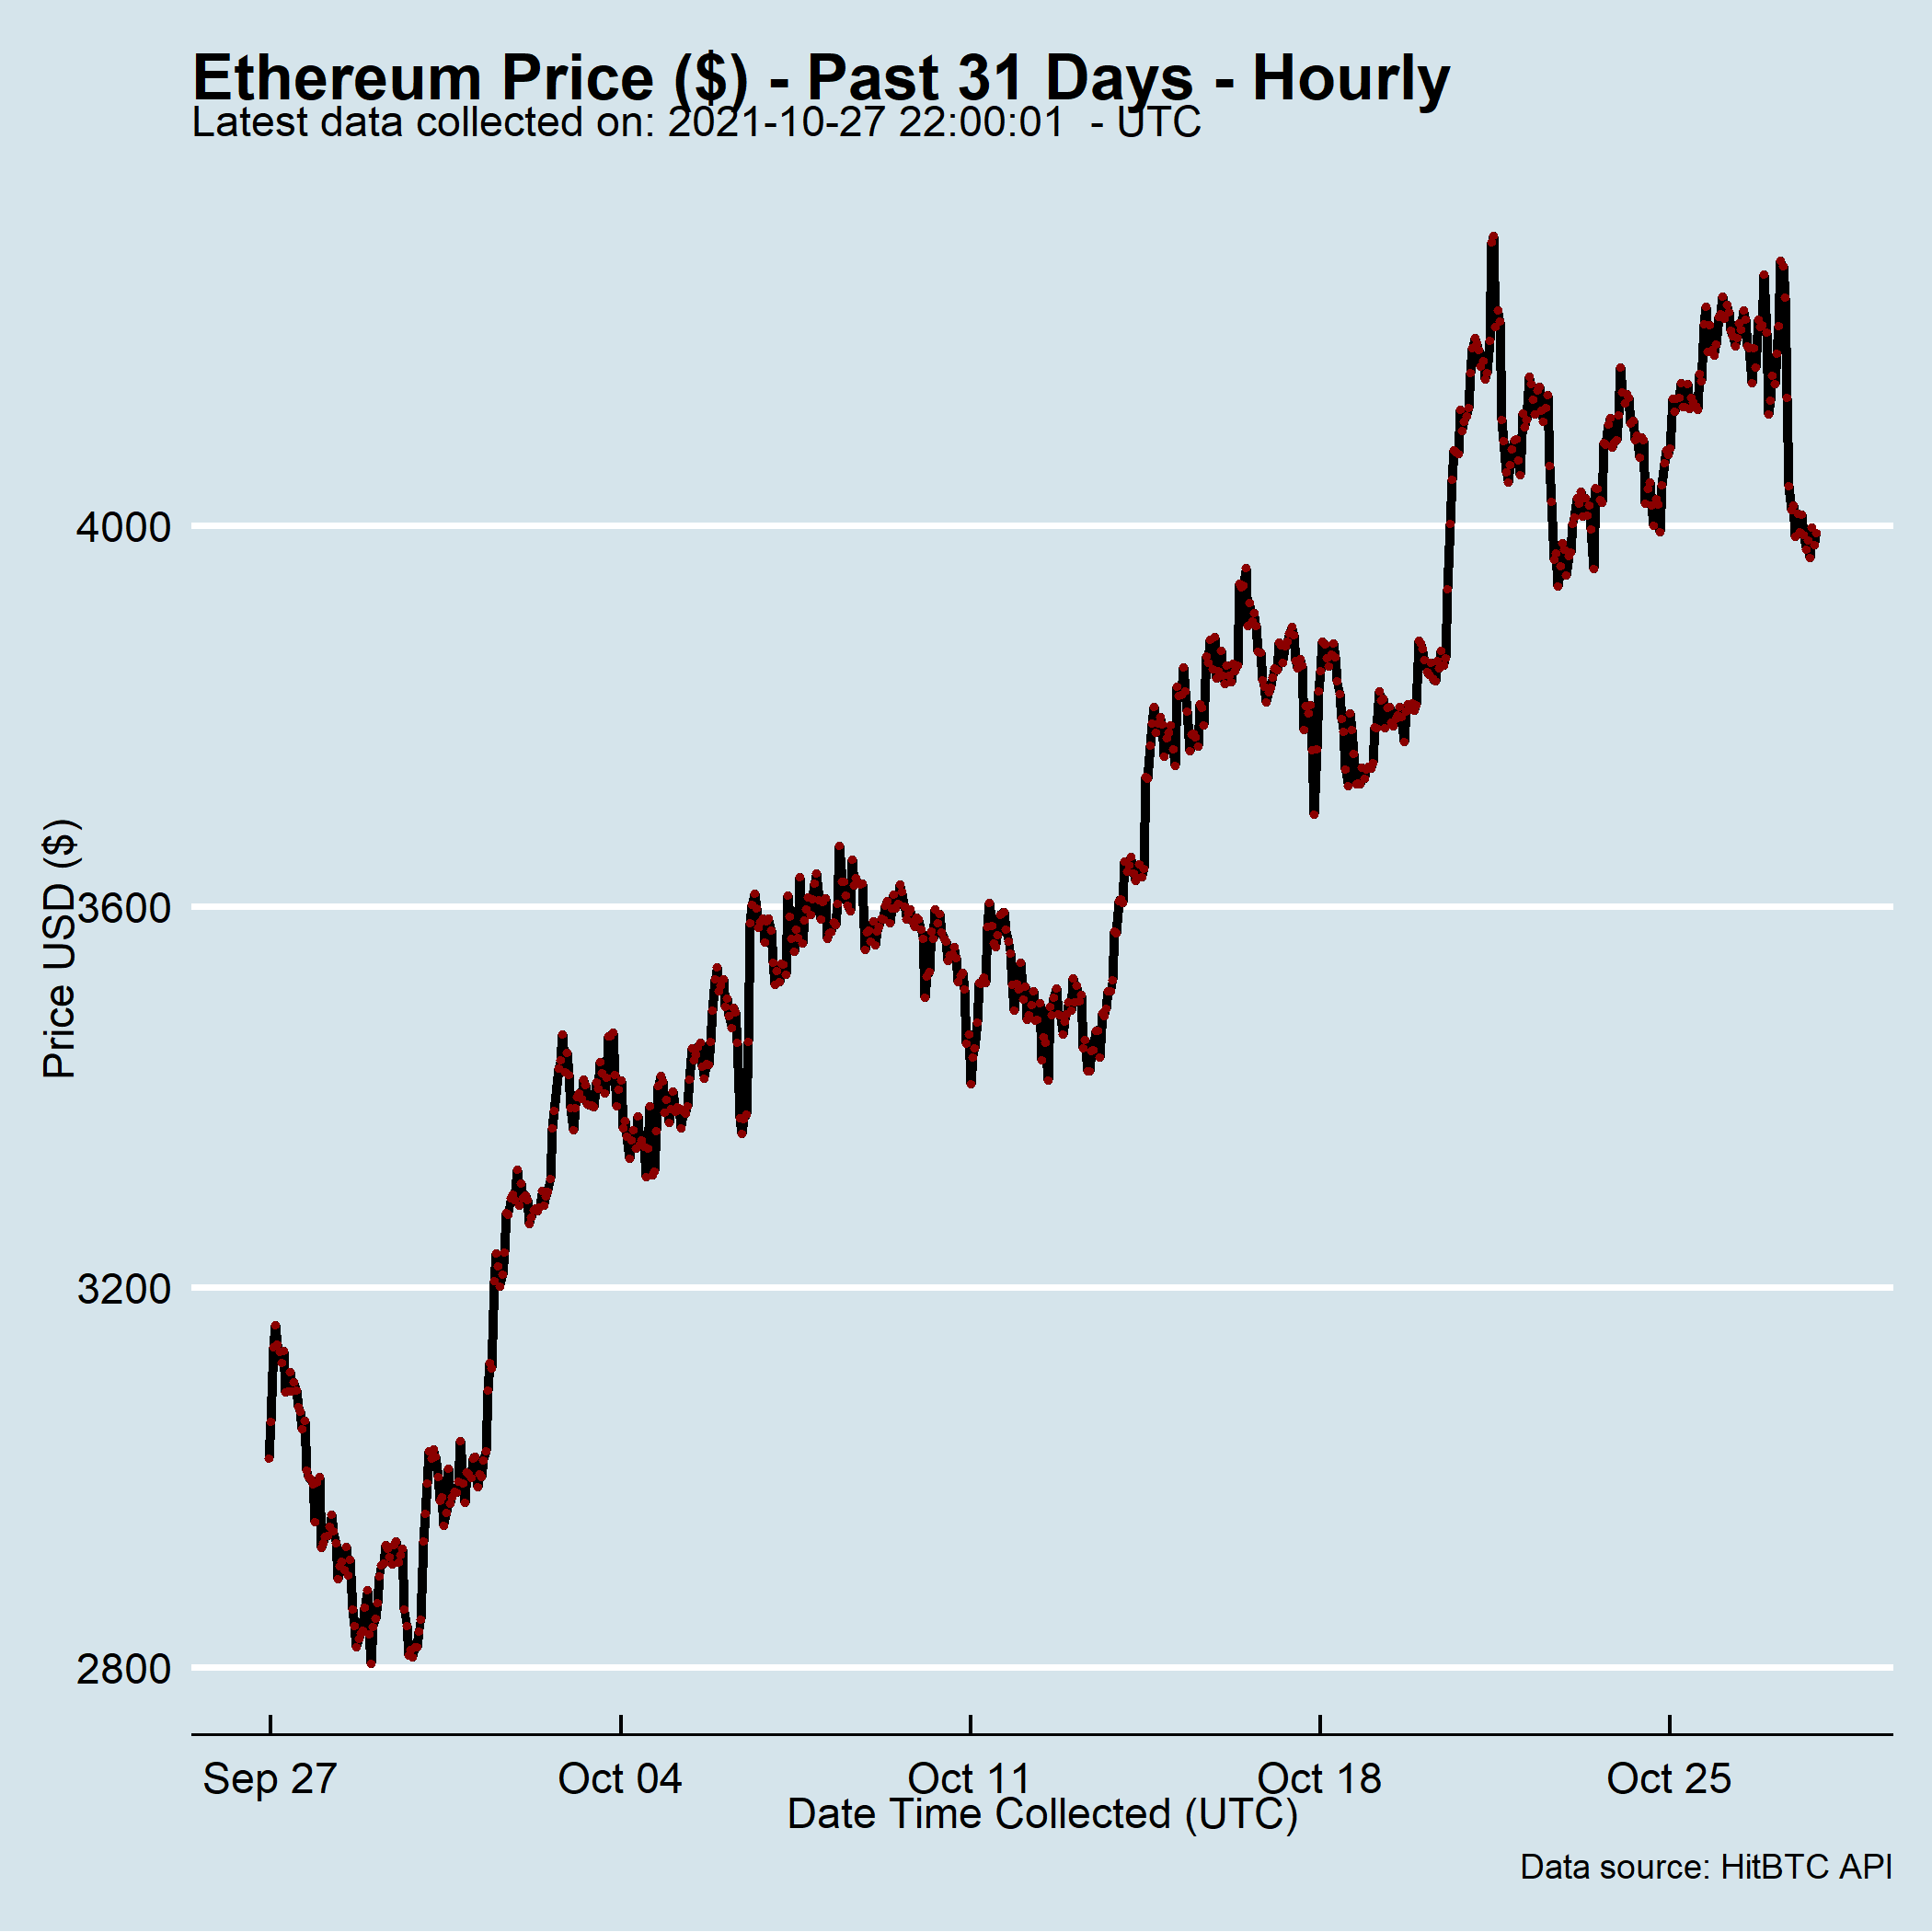 Ethereum Price ($) - Past 31 Days - Hourly
Latest data collected on: 2021-10-27 22:00:01  - UTC
Price USD ($)
4000
3600
3200
2800
Sep 27 Oct 04 Oct 11 Oct 18 Oct 25
Date Time Collected (UTC)
Data source: HitBTC API